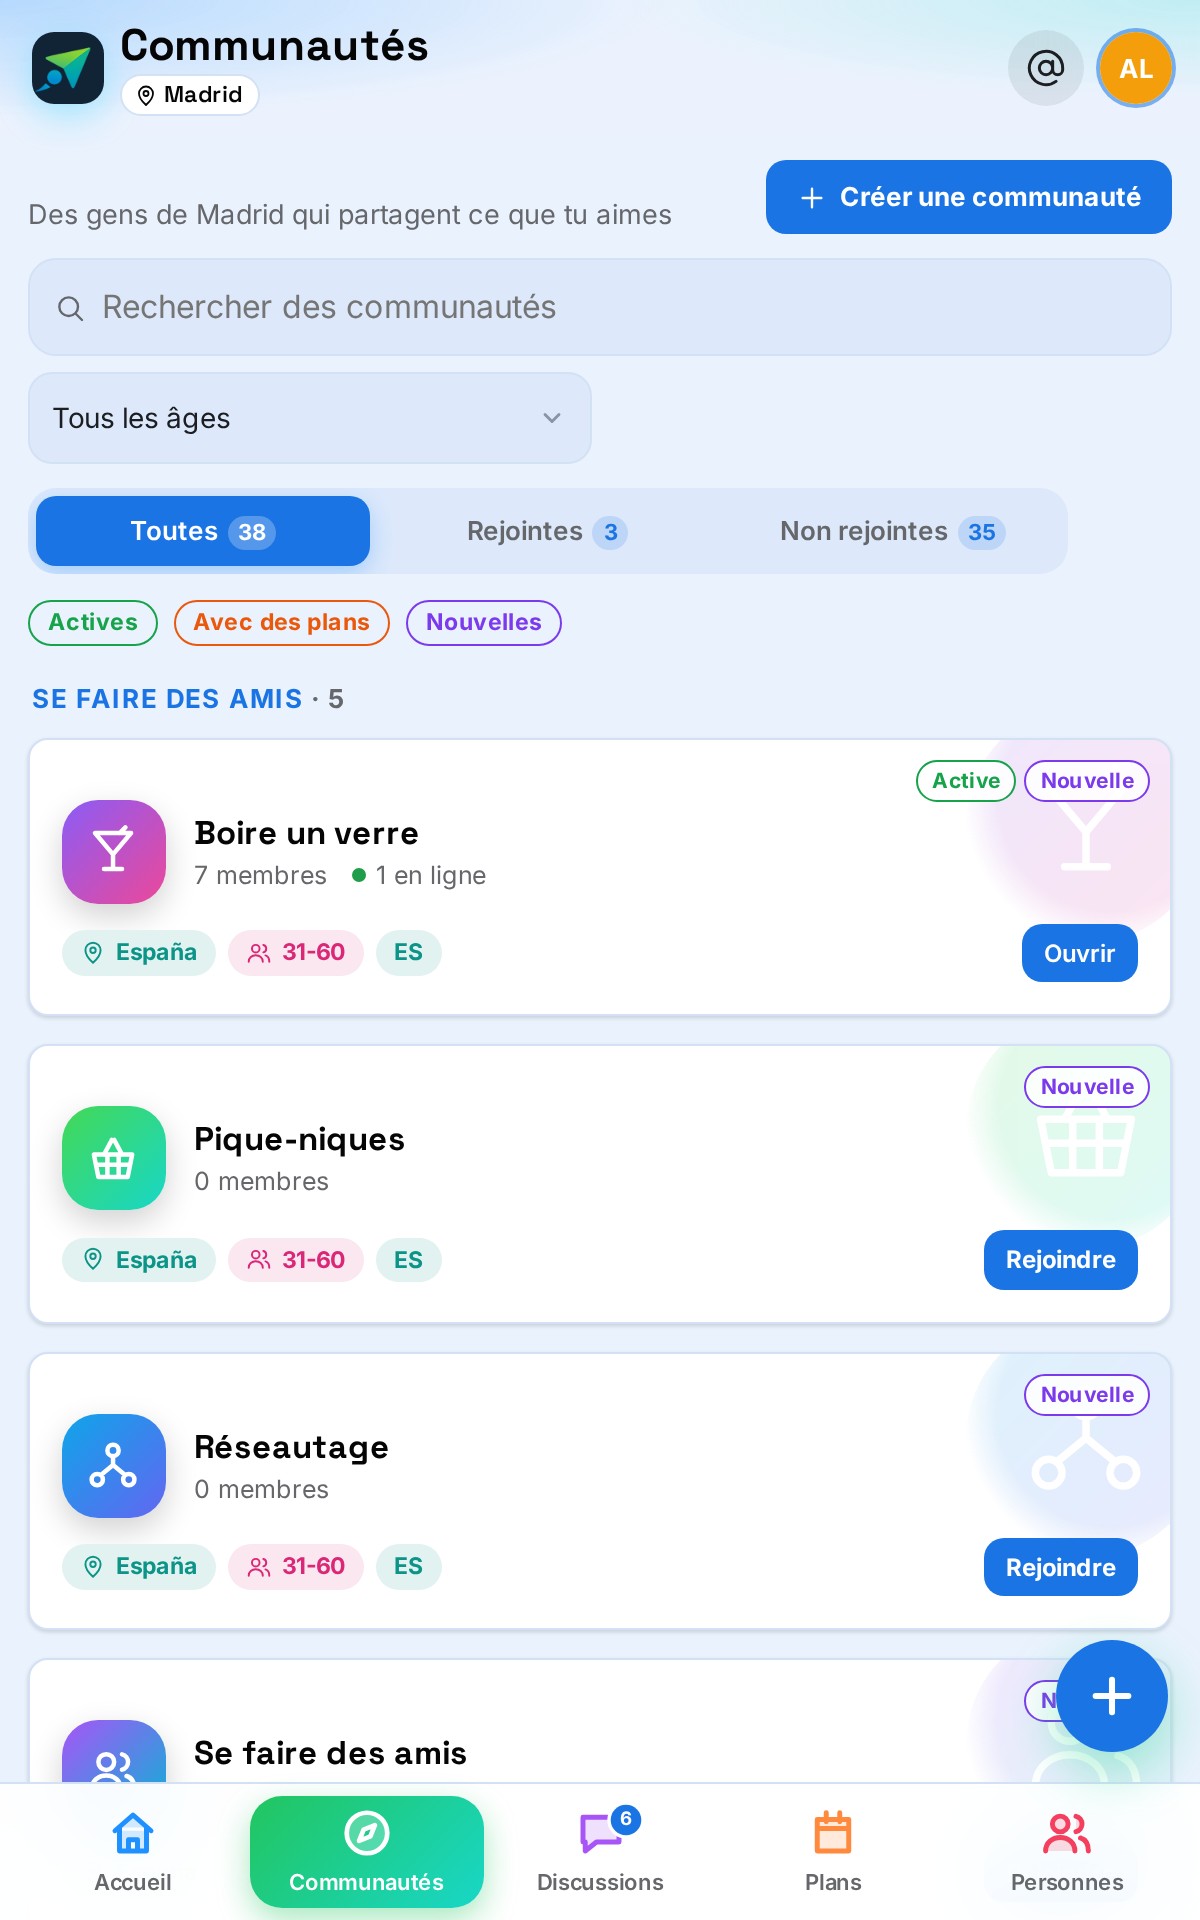 Communautés
Madrid
AL
Des gens de Madrid qui partagent ce que tu aimes
Créer une communauté
Rechercher des communautés
Tous les âges
Toutes 38
Rejointes 3
Non rejointes 35
Actives
Avec des plans
Nouvelles
SE FAIRE DES AMIS · 5
Active
Nouvelle
Boire un verre
7 membres
1 en ligne
España
31-60
ES
Ouvrir
Nouvelle
Pique-niques
0 membres
España
31-60
ES
Rejoindre
Nouvelle
Réseautage
0 membres
España
31-60
ES
Rejoindre
Se faire des amis
Accueil
Communautés
6
Discussions
Plans
Personnes